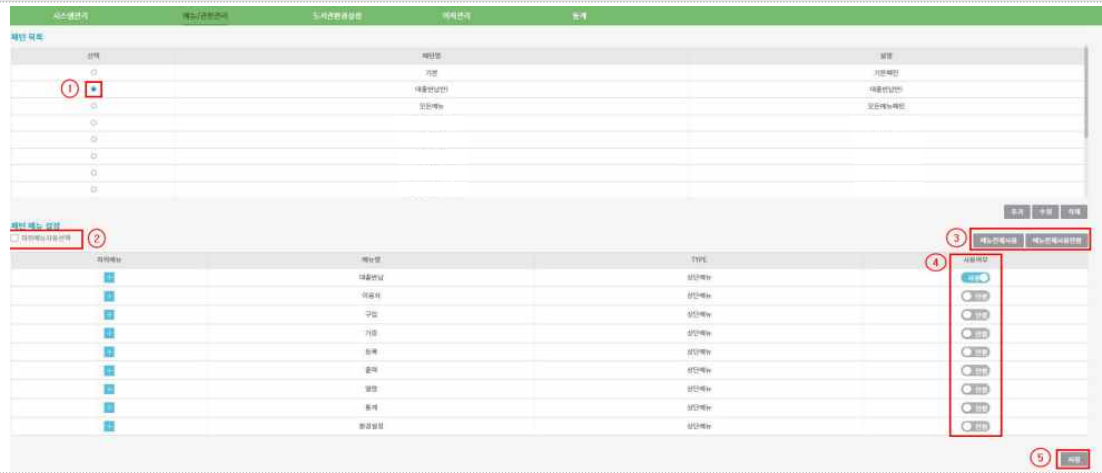 시스템관리 메뉴/권한관리 도서관환경설정 이력관리 통계
패턴 목록
선택 패턴명 설명
기본 기본패턴
① 대출반납만! 대출반납만!
모든메뉴 모든메뉴패턴
추가 수정 삭제
패턴 메뉴 설정
하위메뉴사용선택 ② ③ 메뉴전체사용 메뉴전체사용안함
하위메뉴 메뉴명 TYPE ④ 사용여부
+ 대출반납 상단메뉴 사용
+ 이용자 상단메뉴 안함
+ 구입 상단메뉴 안함
+ 기증 상단메뉴 안함
+ 등록 상단메뉴 안함
+ 출력 상단메뉴 안함
+ 열람 상단메뉴 안함
+ 통계 상단메뉴 안함
+ 환경설정 상단메뉴 안함
⑤ 저장